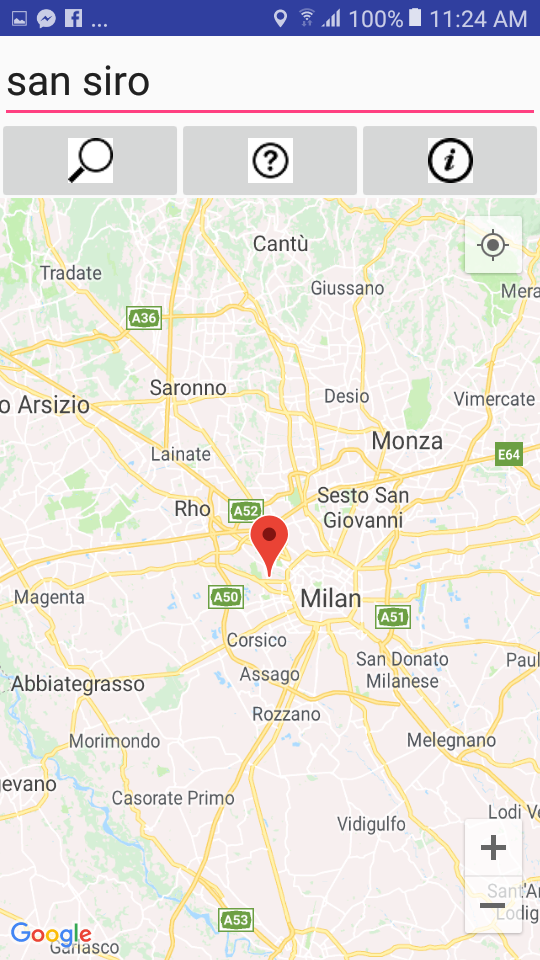 ... 100% 11:24 AM
san siro
?
i
Cantù
Tradate
Giussano
Mera
A36
Saronno
Desio
o Arsizio
Vimercate
Monza
Lainate
E64
Sesto San
Giovanni
Rho
A52
Magenta
A50
Milan
A51
Corsico
San Donato
Milanese
Paul
Assago
Abbiategrasso
Rozzano
Morimondo
Melegnano
gevano
Casorate Primo
Lodi Ve
Vidigulfo
+
Sant'A
Lodig
−
A53
Google
Garlasco